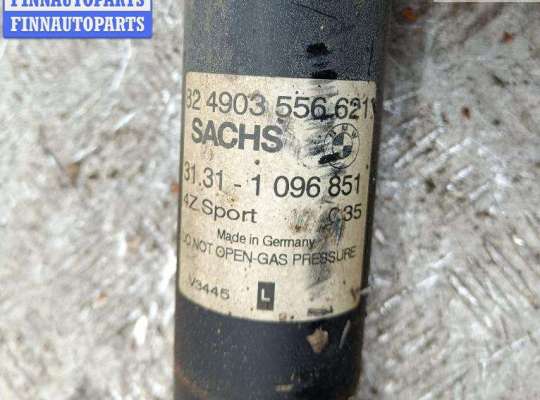 FINNAUTOPARTS
FINNAUTOPARTS
32 4903 556 621
SACHS
BMW
31.31 - 1 096 851
4Z Sport C35
Made in Germany
DO NOT OPEN-GAS PRESSURE
V3445 L